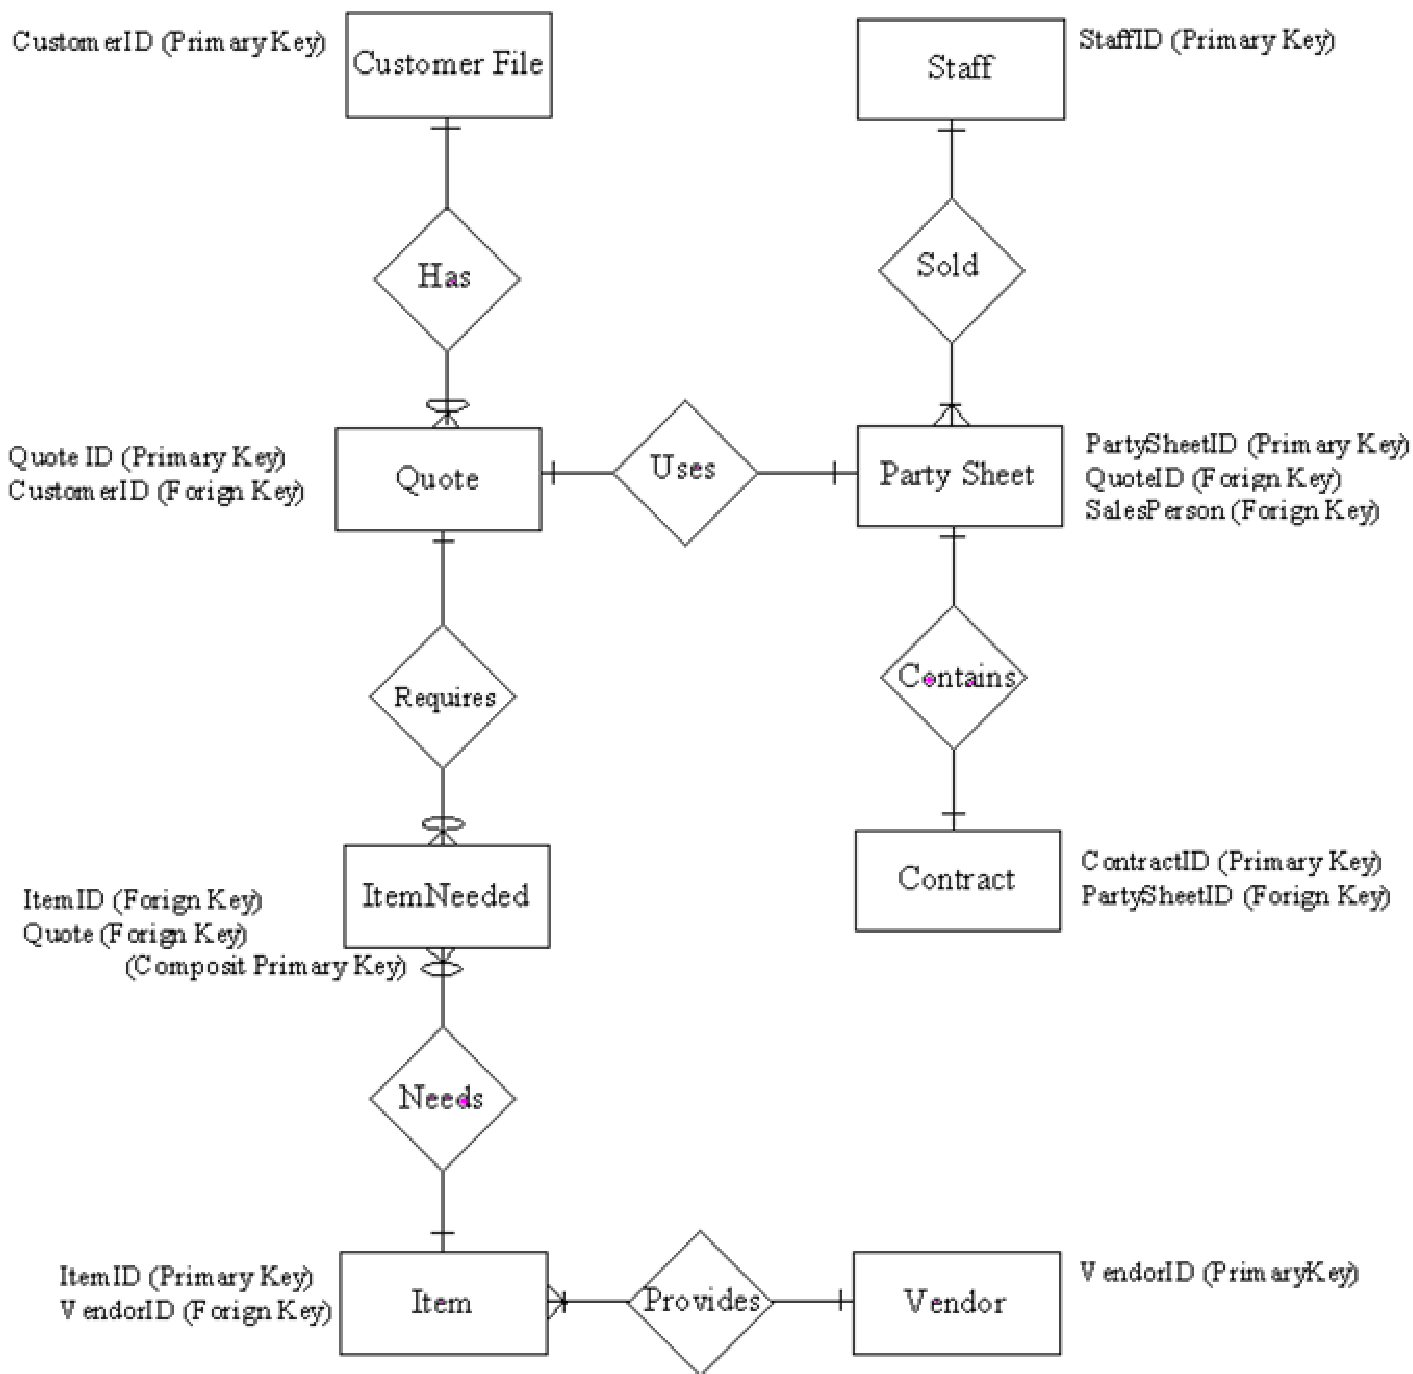 CustomerID (Primary Key)
Customer File
Staff
StaffID (Primary Key)
Has
Sold
Quote ID (Primary Key)
CustomerID (Forign Key)
Quote
Uses
Party Sheet
PartySheetID (Primary Key)
QuoteID (Forign Key)
SalesPerson (Forign Key)
Requires
Contains
ItemID (Forign Key)
Quote (Forign Key)
(Composit Primary Key)
ItemNeeded
Contract
ContractID (Primary Key)
PartySheetID (Forign Key)
Needs
ItemID (Primary Key)
VendorID (Forign Key)
Item
Provides
Vendor
VendorID (PrimaryKey)